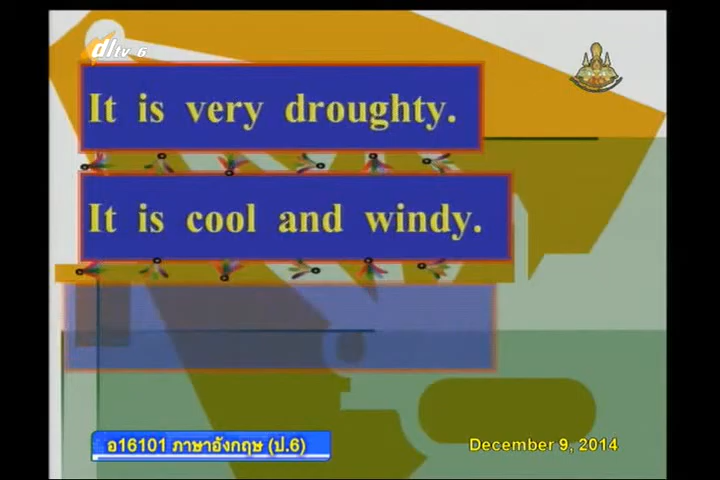 dltv 6
It is very droughty.
It is cool and windy.
อ16101 ภาษาอังกฤษ (ป.6)
December 9, 2014